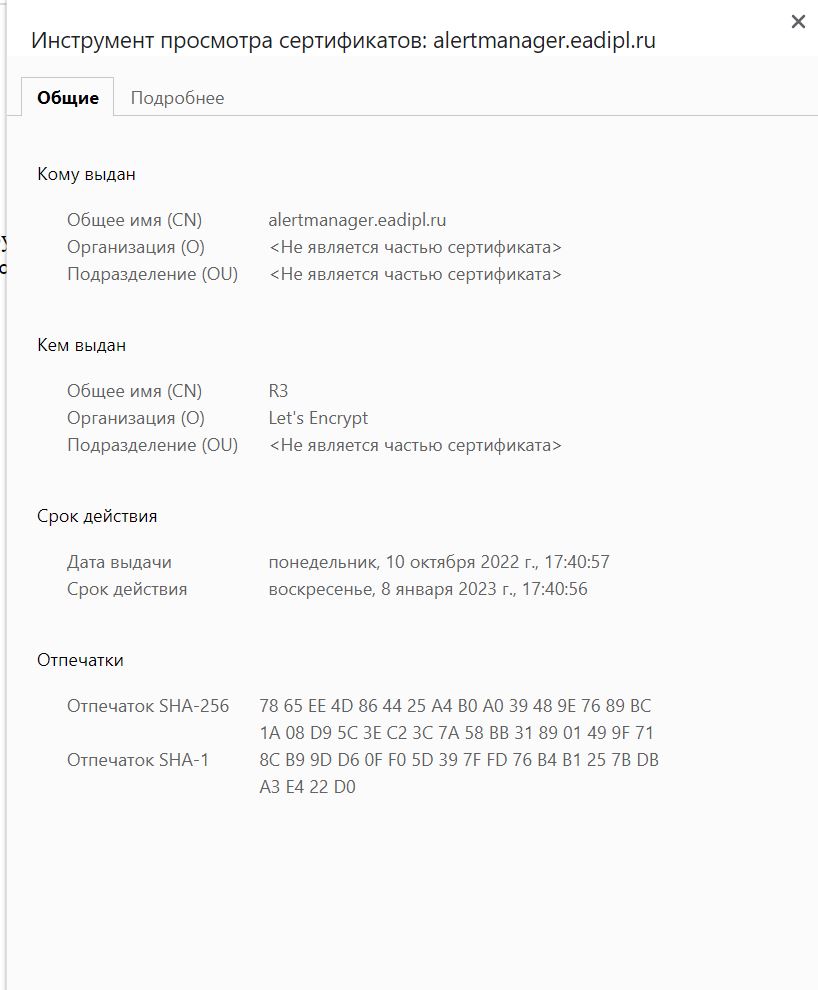 Инструмент просмотра сертификатов: alertmanager.eadipl.ru
Общие Подробнее
Кому выдан
Общее имя (CN) alertmanager.eadipl.ru
Организация (O) <Не является частью сертификата>
Подразделение (OU) <Не является частью сертификата>
Кем выдан
Общее имя (CN) R3
Организация (O) Let's Encrypt
Подразделение (OU) <Не является частью сертификата>
Срок действия
Дата выдачи понедельник, 10 октября 2022 г., 17:40:57
Срок действия воскресенье, 8 января 2023 г., 17:40:56
Отпечатки
Отпечаток SHA-256 78 65 EE 4D 86 44 25 A4 B0 A0 39 48 9E 76 89 BC
1A 08 D9 5C 3E C2 3C 7A 58 BB 31 89 01 49 9F 71
Отпечаток SHA-1 8C B9 9D D6 0F F0 5D 39 7F FD 76 B4 B1 25 7B DB
A3 E4 22 D0